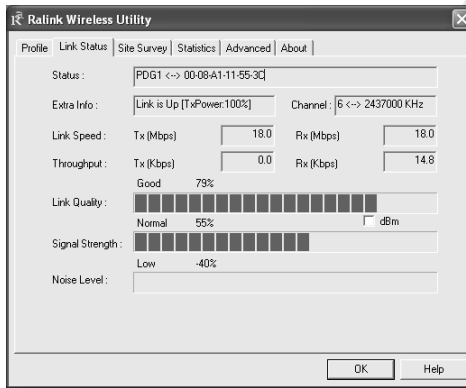 Ralink Wireless Utility
Profile Link Status Site Survey Statistics Advanced About
Status : PDG1 <--> 00-08-A1-11-55-3C
Extra Info : Link is Up [TxPower:100%] Channel : 6 <--> 2437000 KHz
Link Speed : Tx (Mbps) 18.0 Rx (Mbps) 18.0
Throughput : Tx (Kbps) 0.0 Rx (Kbps) 14.8
Good 79%
Link Quality :
Normal 55% dBm
Signal Strength :
Low -40%
Noise Level :
OK Help